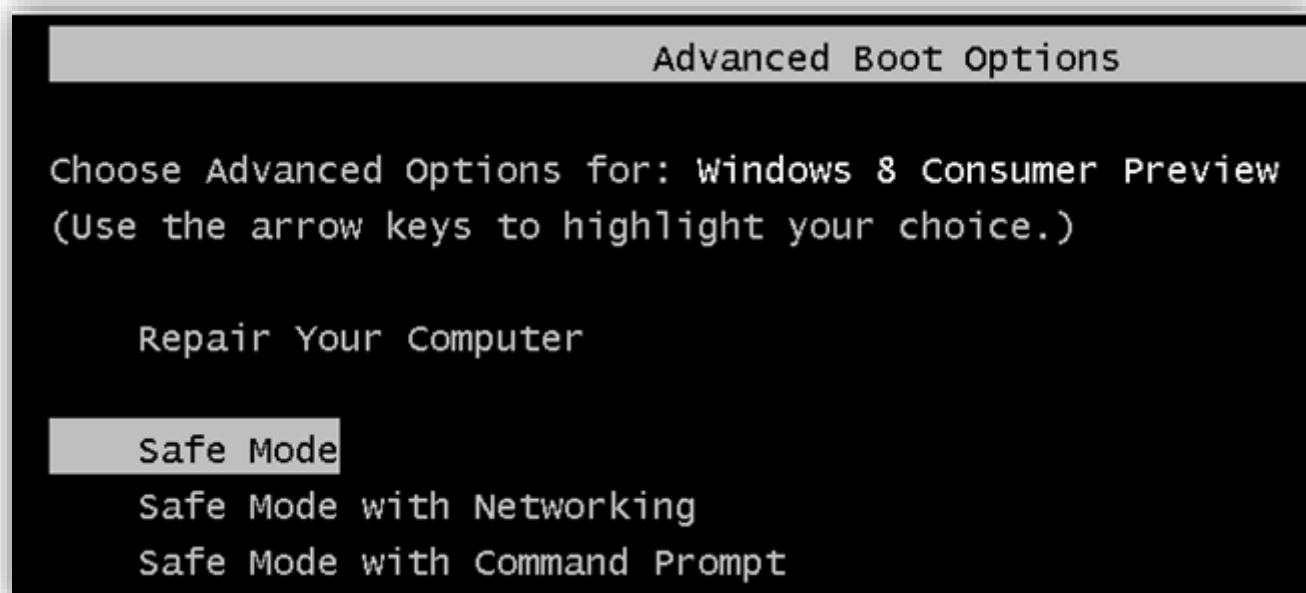 Advanced Boot Options
Choose Advanced Options for: Windows 8 Consumer Preview
(Use the arrow keys to highlight your choice.)
Repair Your Computer
Safe Mode
Safe Mode with Networking
Safe Mode with Command Prompt